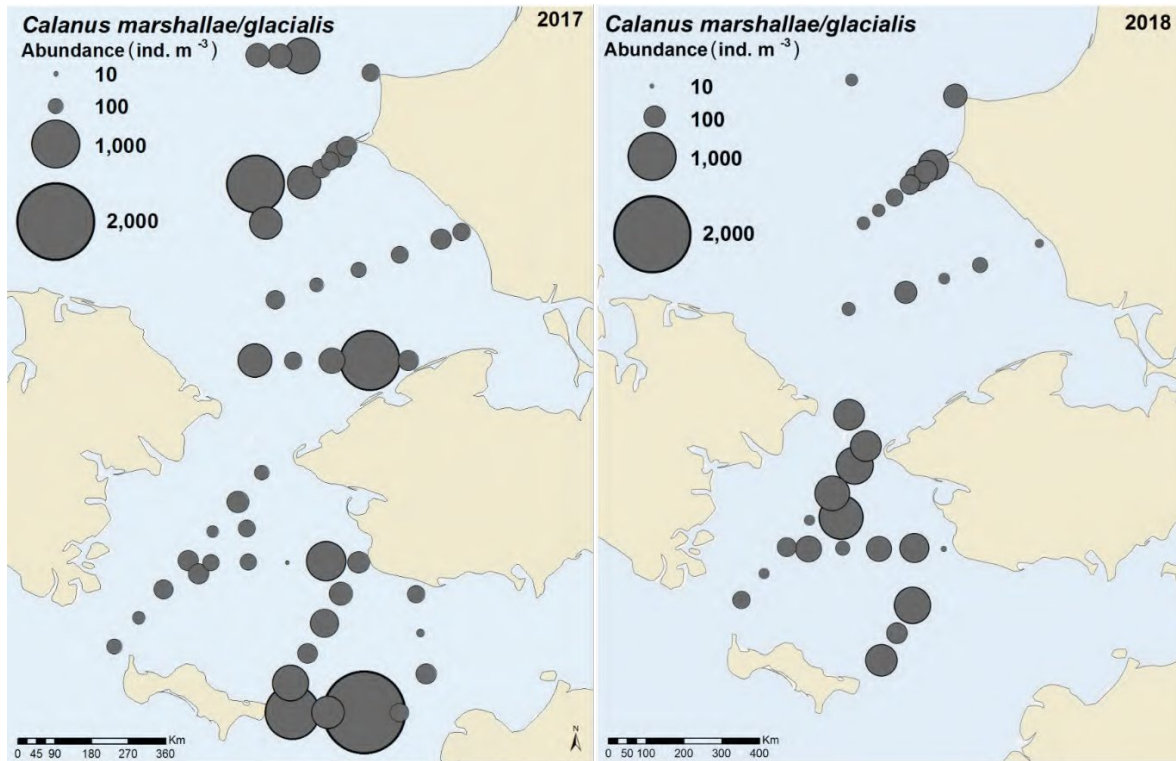 Calanus marshallae/glacialis 2017
Abundance (ind. m -3)
10
100
1,000
2,000
N
Km
0 45 90 180 270 360
Calanus marshallae/glacialis 2018
Abundance (ind. m -3)
10
100
1,000
2,000
Km
0 50 100 200 300 400